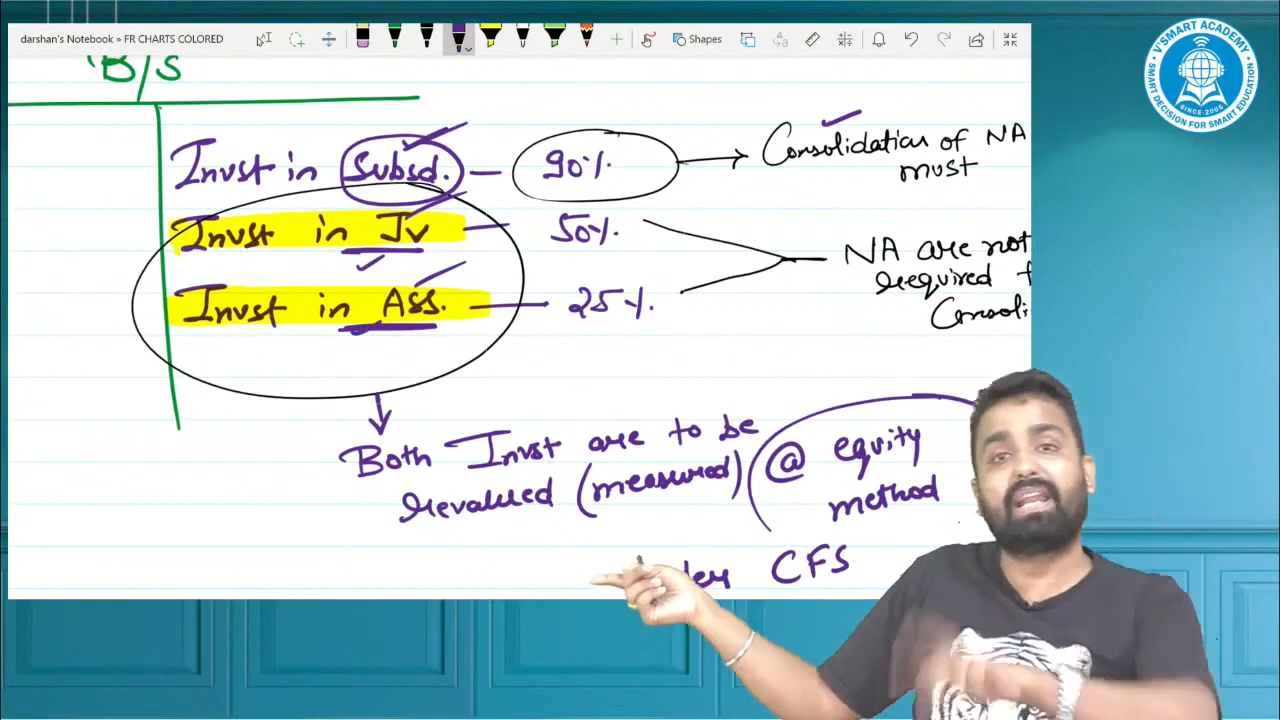 darshan's Notebook » FR CHARTS COLORED
Shapes
V'SMART ACADEMY
SMART DECISION FOR SMART EDUCATION
SINCE-2005
B/S
Invst in Subsd. — 90%. → Consolidation of NA
must
Invst in Jv — 50%.
Invst in Ass. — 25%.
NA are not
required
Consoli
Both Invst are to be
revalued (measured) @ equity
method
CFS